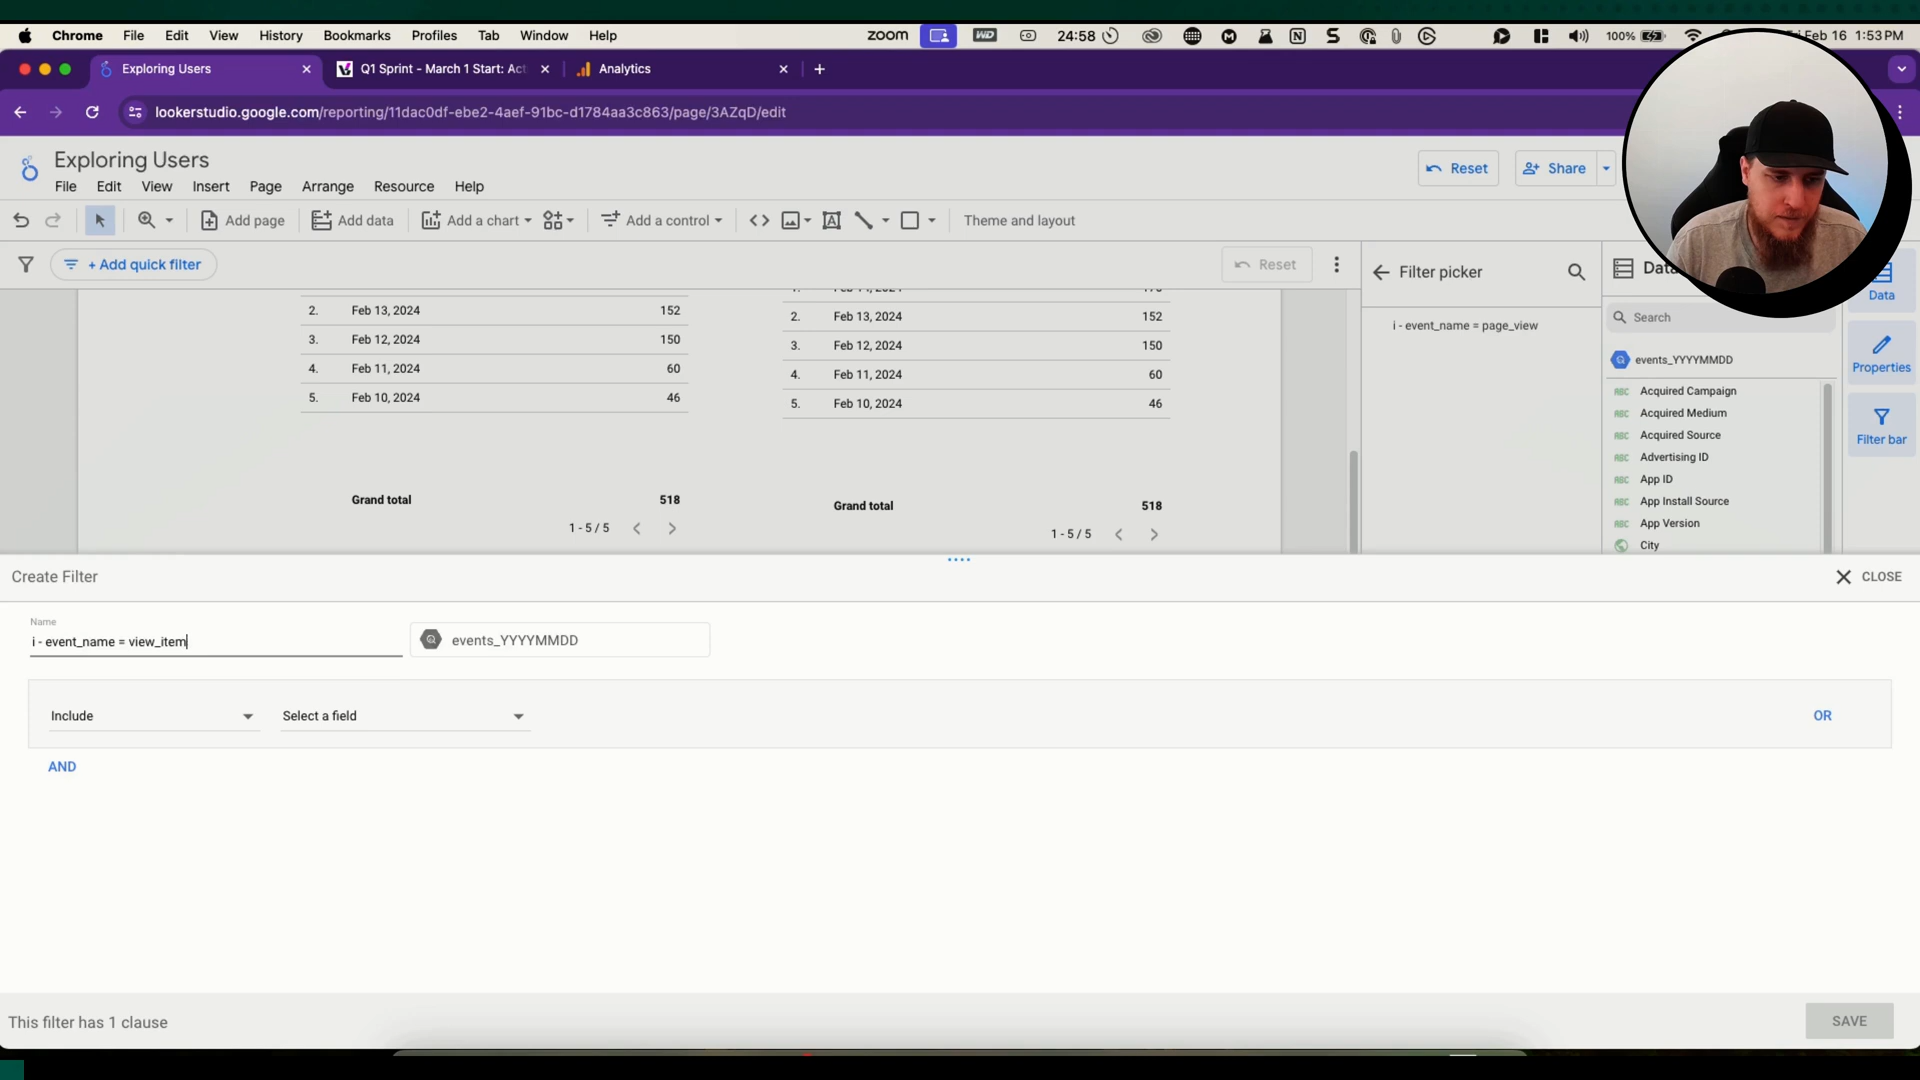 Chrome File Edit View History Bookmarks Profiles Tab Window Help zoom 24:58 100% Feb 16 1:53 PM
Exploring Users Q1 Sprint - March 1 Start: Act Analytics
lookerstudio.google.com/reporting/11dac0df-ebe2-4aef-91bc-d1784aa3c863/page/3AZqD/edit
Exploring Users
File Edit View Insert Page Arrange Resource Help
Reset Share
Add page Add data Add a chart Add a control Theme and layout
+ Add quick filter Reset
Filter picker
i - event_name = page_view
Data
Search
events_YYYYMMDD
Acquired Campaign
Acquired Medium
Acquired Source
Advertising ID
App ID
App Install Source
App Version
City
Data
Properties
Filter bar
2. Feb 13, 2024 152
3. Feb 12, 2024 150
4. Feb 11, 2024 60
5. Feb 10, 2024 46
Grand total 518
1 - 5 / 5
2. Feb 13, 2024 152
3. Feb 12, 2024 150
4. Feb 11, 2024 60
5. Feb 10, 2024 46
Grand total 518
1 - 5 / 5
Create Filter
CLOSE
Name
i - event_name = view_item
events_YYYYMMDD
Include Select a field OR
AND
This filter has 1 clause
SAVE